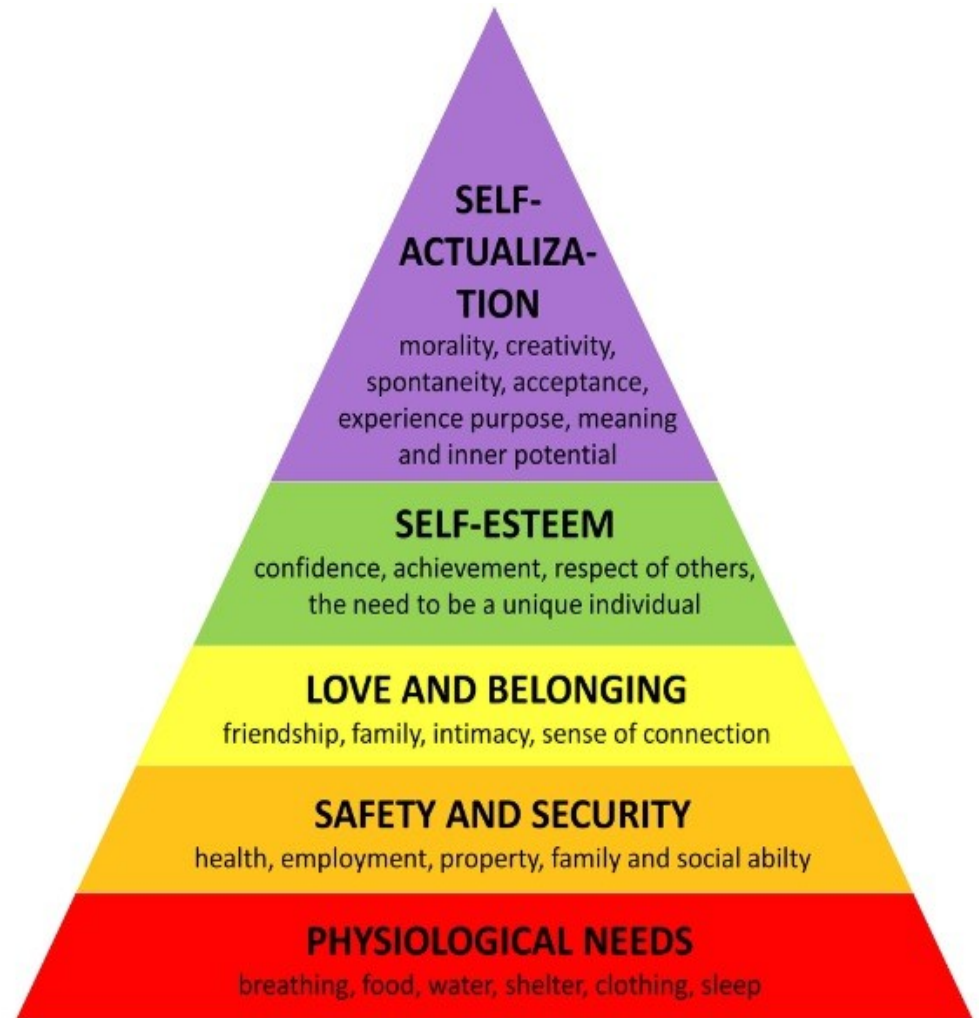 SELF-
ACTUALIZA-
TION
morality, creativity,
spontaneity, acceptance,
experience purpose, meaning
and inner potential
SELF-ESTEEM
confidence, achievement, respect of others,
the need to be a unique individual
LOVE AND BELONGING
friendship, family, intimacy, sense of connection
SAFETY AND SECURITY
health, employment, property, family and social abilty
PHYSIOLOGICAL NEEDS
breathing, food, water, shelter, clothing, sleep